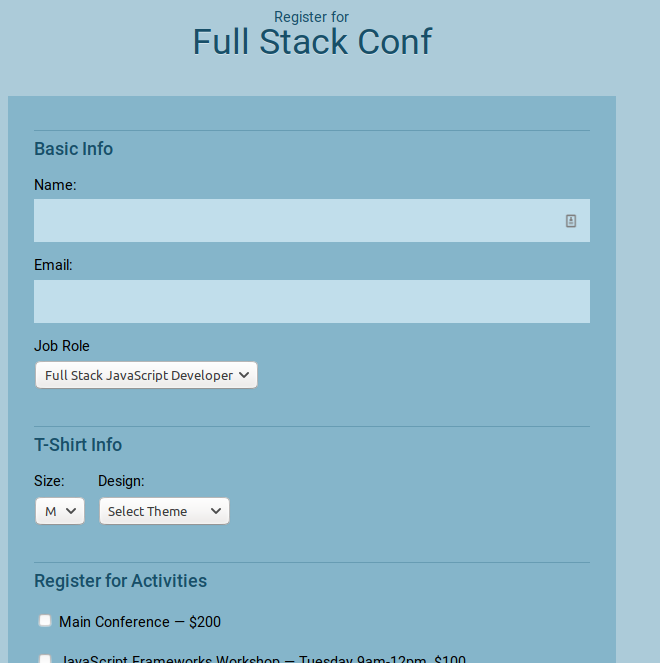 Register for
Full Stack Conf
Basic Info
Name:
Email:
Job Role
Full Stack JavaScript Developer
T-Shirt Info
Size: Design:
M Select Theme
Register for Activities
Main Conference — $200
JavaScript Frameworks Workshop — Tuesday 9am-12pm, $100